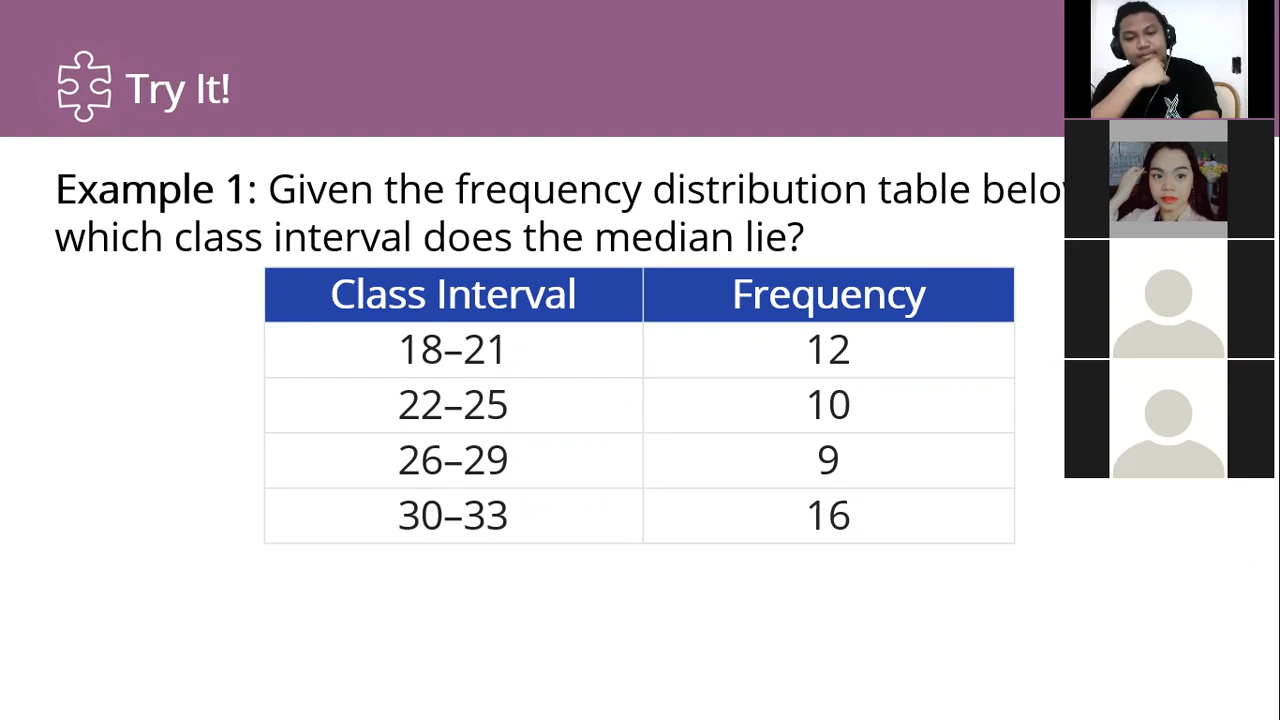 Try It!
Example 1: Given the frequency distribution table
which class interval does the median lie?
Class Interval Frequency
18–21 12
22–25 10
26–29 9
30–33 16